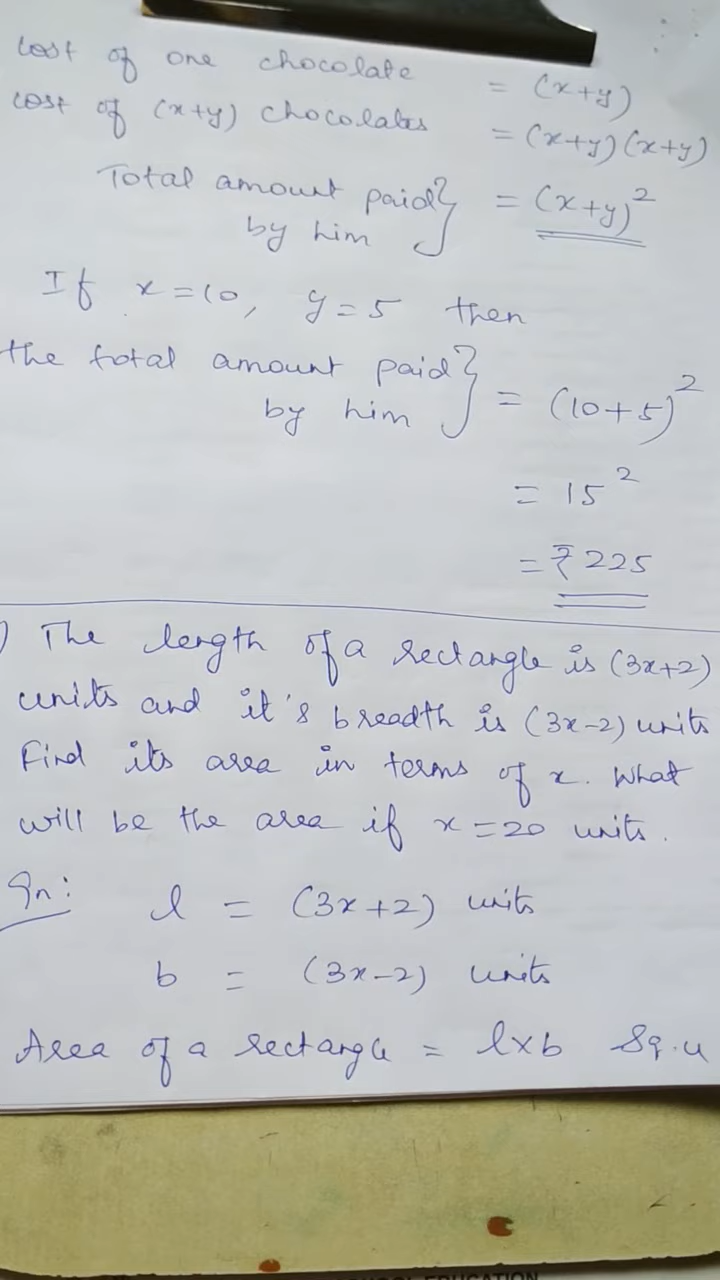 cost of one chocolate = (x+y)
cost of (x+y) chocolates = (x+y)(x+y)
Total amount paid} = (x+y)²
by him
If x=10, y=5 then
the total amount paid} = (10+5)²
by him
= 15²
= ₹ 225
) The length of a rectangle is (3x+2)
units and it's breadth is (3x-2) units
Find its area in terms of x. What
will be the area if x=20 units.
l = (3x+2) units
b = (3x-2) units
Area of a rectangle = l×b Sq.u
EDUCATION